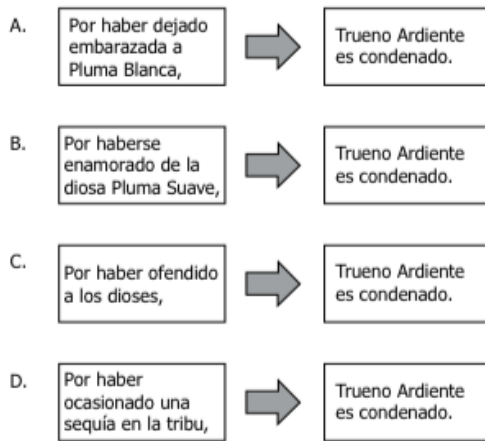 A.
Por haber dejado
embarazada a
Pluma Blanca,
Trueno Ardiente
es condenado.
B.
Por haberse
enamorado de la
diosa Pluma Suave,
Trueno Ardiente
es condenado.
C.
Por haber ofendido
a los dioses,
Trueno Ardiente
es condenado.
D.
Por haber
ocasionado una
sequía en la tribu,
Trueno Ardiente
es condenado.